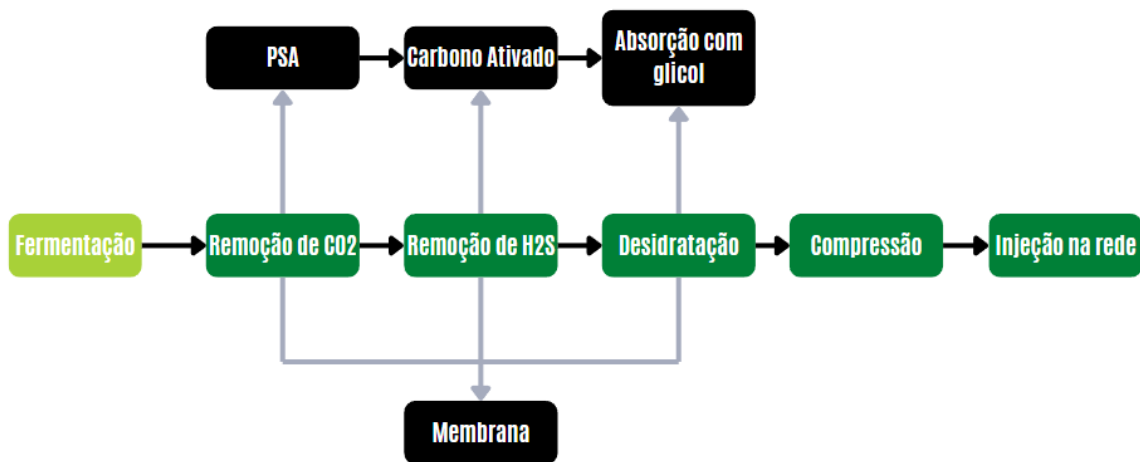 PSA
Carbono Ativado
Absorção com
glicol
Fermentação
Remoção de CO2
Remoção de H2S
Desidratação
Compressão
Injeção na rede
Membrana